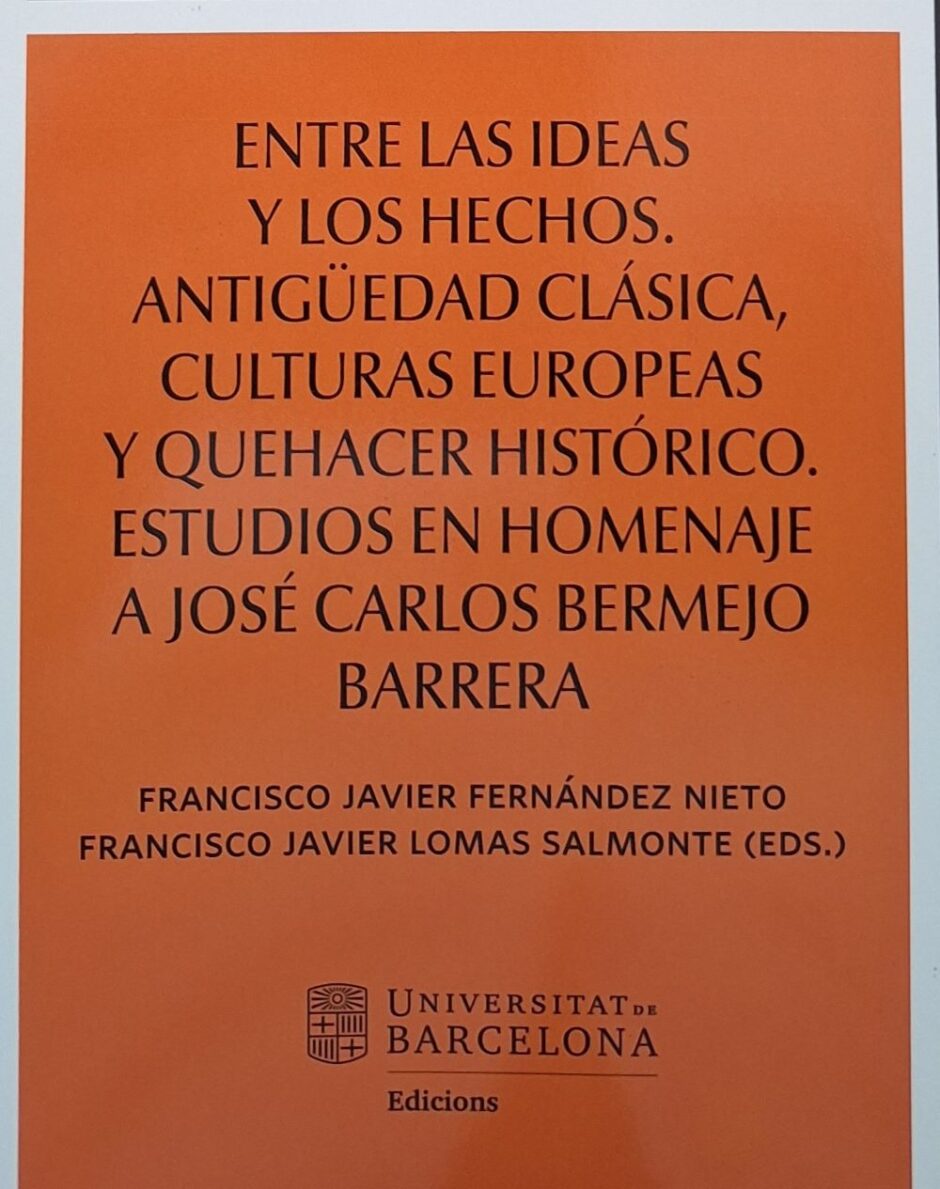 ENTRE LAS IDEAS
Y LOS HECHOS.
ANTIGÜEDAD CLÁSICA,
CULTURAS EUROPEAS
Y QUEHACER HISTÓRICO.
ESTUDIOS EN HOMENAJE
A JOSÉ CARLOS BERMEJO
BARRERA
FRANCISCO JAVIER FERNÁNDEZ NIETO
FRANCISCO JAVIER LOMAS SALMONTE (EDS.)
UNIVERSITAT DE
BARCELONA
Edicions